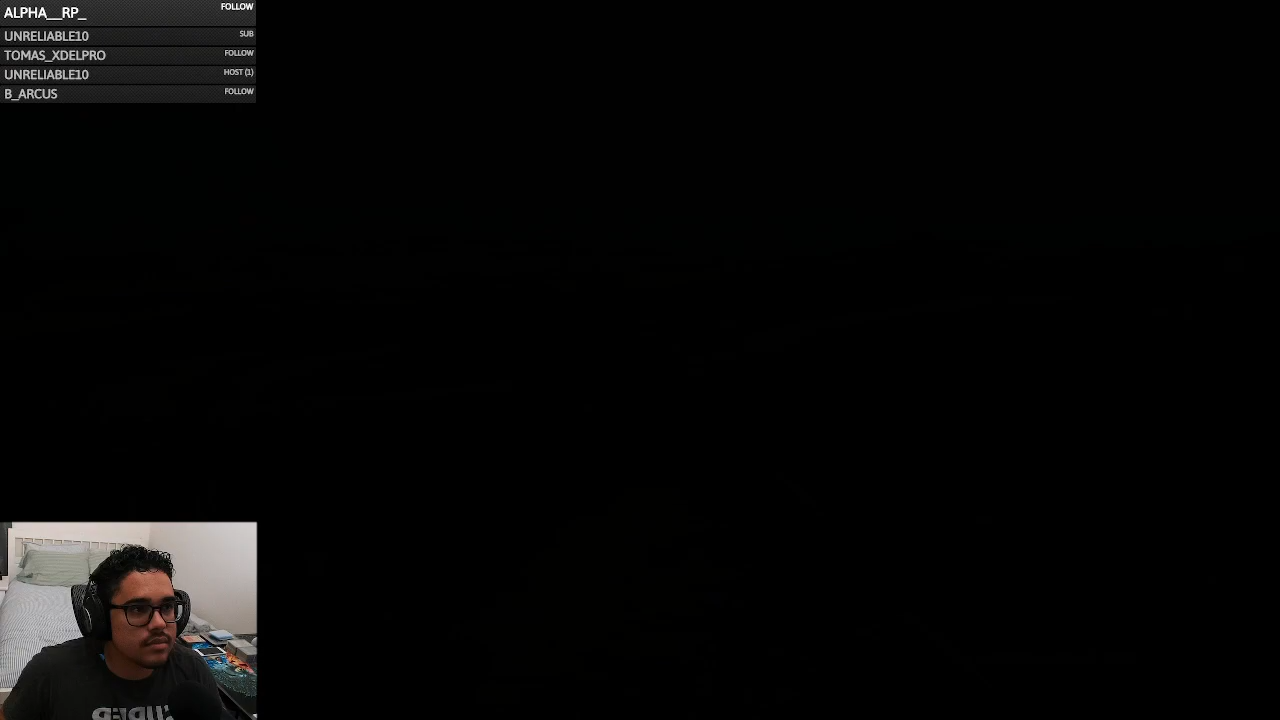 ALPHA__RP_ FOLLOW
UNRELIABLE10 SUB
TOMAS_XDELPRO FOLLOW
UNRELIABLE10 HOST (1)
B_ARCUS FOLLOW